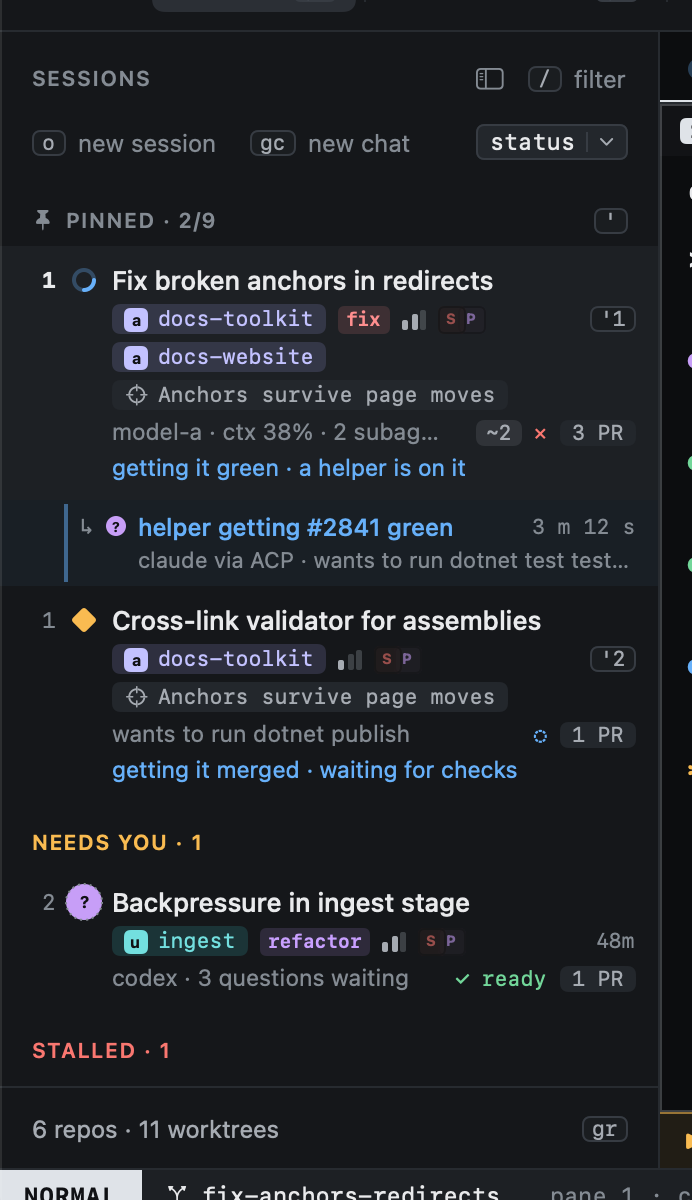 SESSIONS / filter
o new session gc new chat status
PINNED · 2/9 '
1 Fix broken anchors in redirects
a docs-toolkit fix S P '1
a docs-website
Anchors survive page moves
model-a · ctx 38% · 2 subag… ~2 × 3 PR
getting it green · a helper is on it
↳ ? helper getting #2841 green 3 m 12 s
claude via ACP · wants to run dotnet test test…
1 Cross-link validator for assemblies
a docs-toolkit S P '2
Anchors survive page moves
wants to run dotnet publish 1 PR
getting it merged · waiting for checks
NEEDS YOU · 1
2 ? Backpressure in ingest stage
u ingest refactor S P 48m
codex · 3 questions waiting ✓ ready 1 PR
STALLED · 1
6 repos · 11 worktrees gr
NORMAL fix-anchors-redirects pane 1 ·